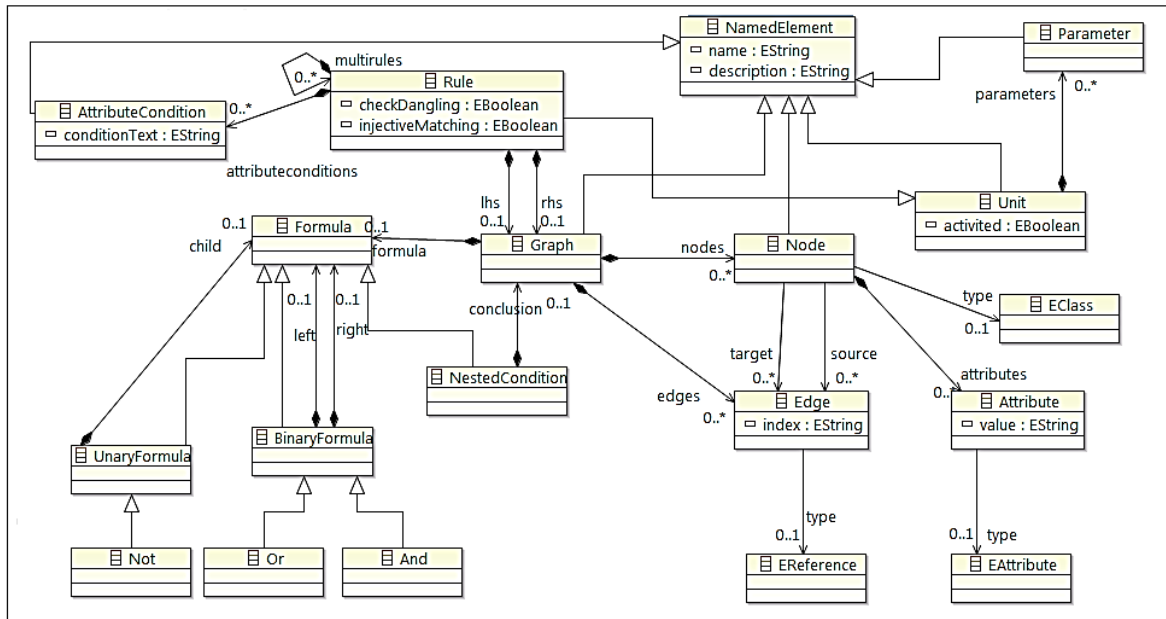 NamedElement
name : EString
description : EString
Parameter
multirules
0..*
Rule
checkDangling : EBoolean
injectiveMatching : EBoolean
AttributeCondition
conditionText : EString
0..*
attributeconditions
parameters
0..*
Unit
activited : EBoolean
lhs
0..1
rhs
0..1
0..1
child
Formula
0..1
formula
Graph
nodes
0..*
Node
0..1
left
0..1
right
conclusion
0..1
type
0..1
EClass
target
0..*
source
0..*
attributes
0..*
NestedCondition
edges
0..*
Edge
index : EString
Attribute
value : EString
UnaryFormula
BinaryFormula
0..1
type
0..1
type
Not
Or
And
EReference
EAttribute